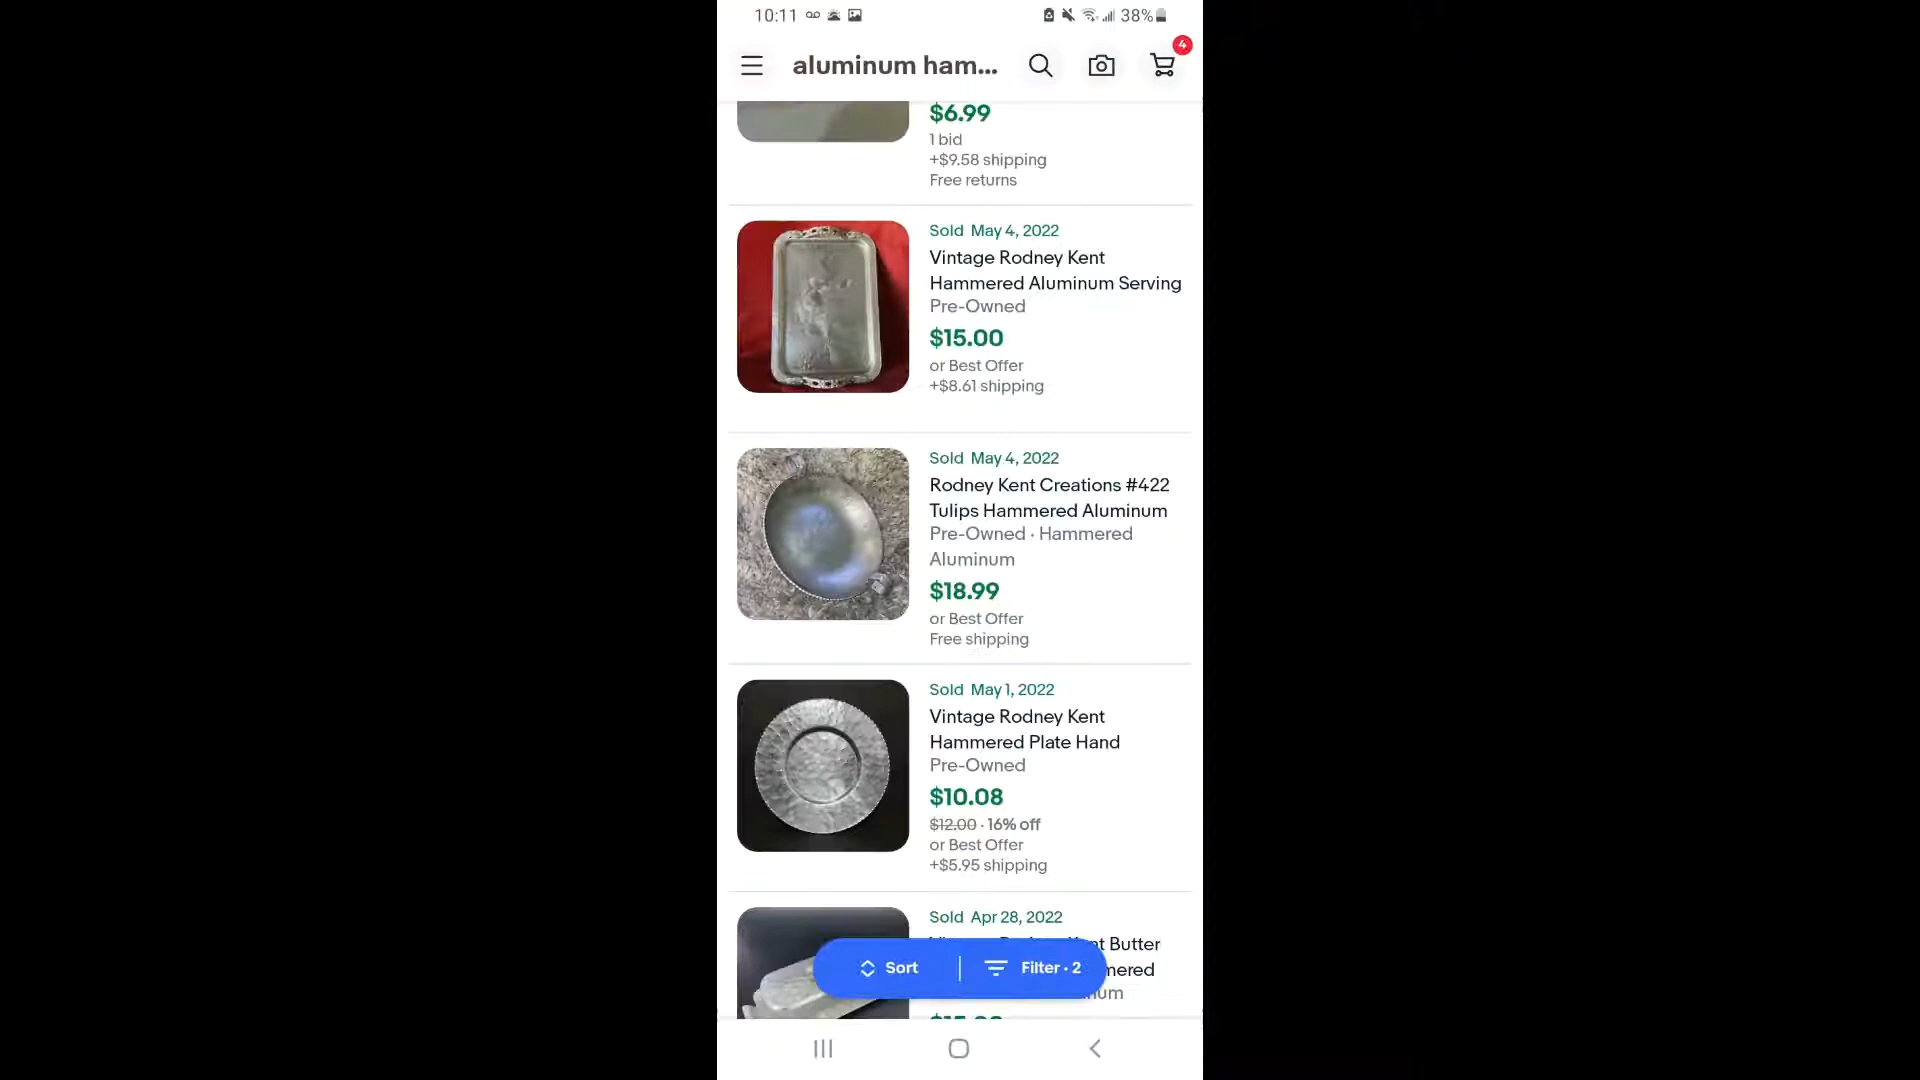 10:11
38%
4
aluminum ham...
$6.99
1 bid
+$9.58 shipping
Free returns
Sold May 4, 2022
Vintage Rodney Kent
Hammered Aluminum Serving
Pre-Owned
$15.00
or Best Offer
+$8.61 shipping
Sold May 4, 2022
Rodney Kent Creations #422
Tulips Hammered Aluminum
Pre-Owned · Hammered
Aluminum
$18.99
or Best Offer
Free shipping
Sold May 1, 2022
Vintage Rodney Kent
Hammered Plate Hand
Pre-Owned
$10.08
$12.00 · 16% off
or Best Offer
+$5.95 shipping
Sold Apr 28, 2022
Butter
Sort
Filter · 2